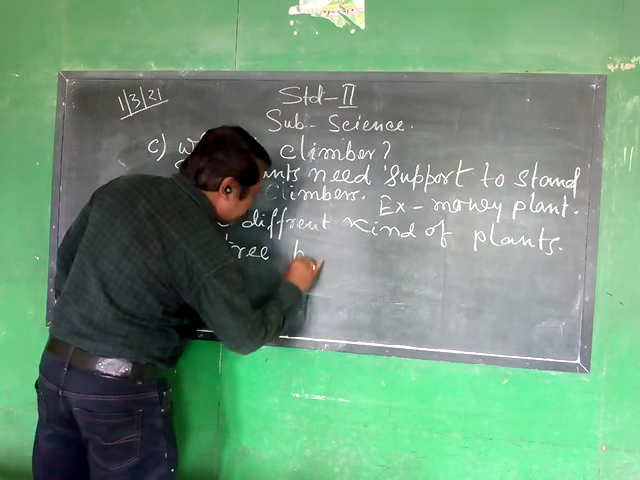 1/3/21
Std-II
Sub- Science.
c) climber?
need support to stand
climbers. Ex- money plant.
diffrent kind of plants.